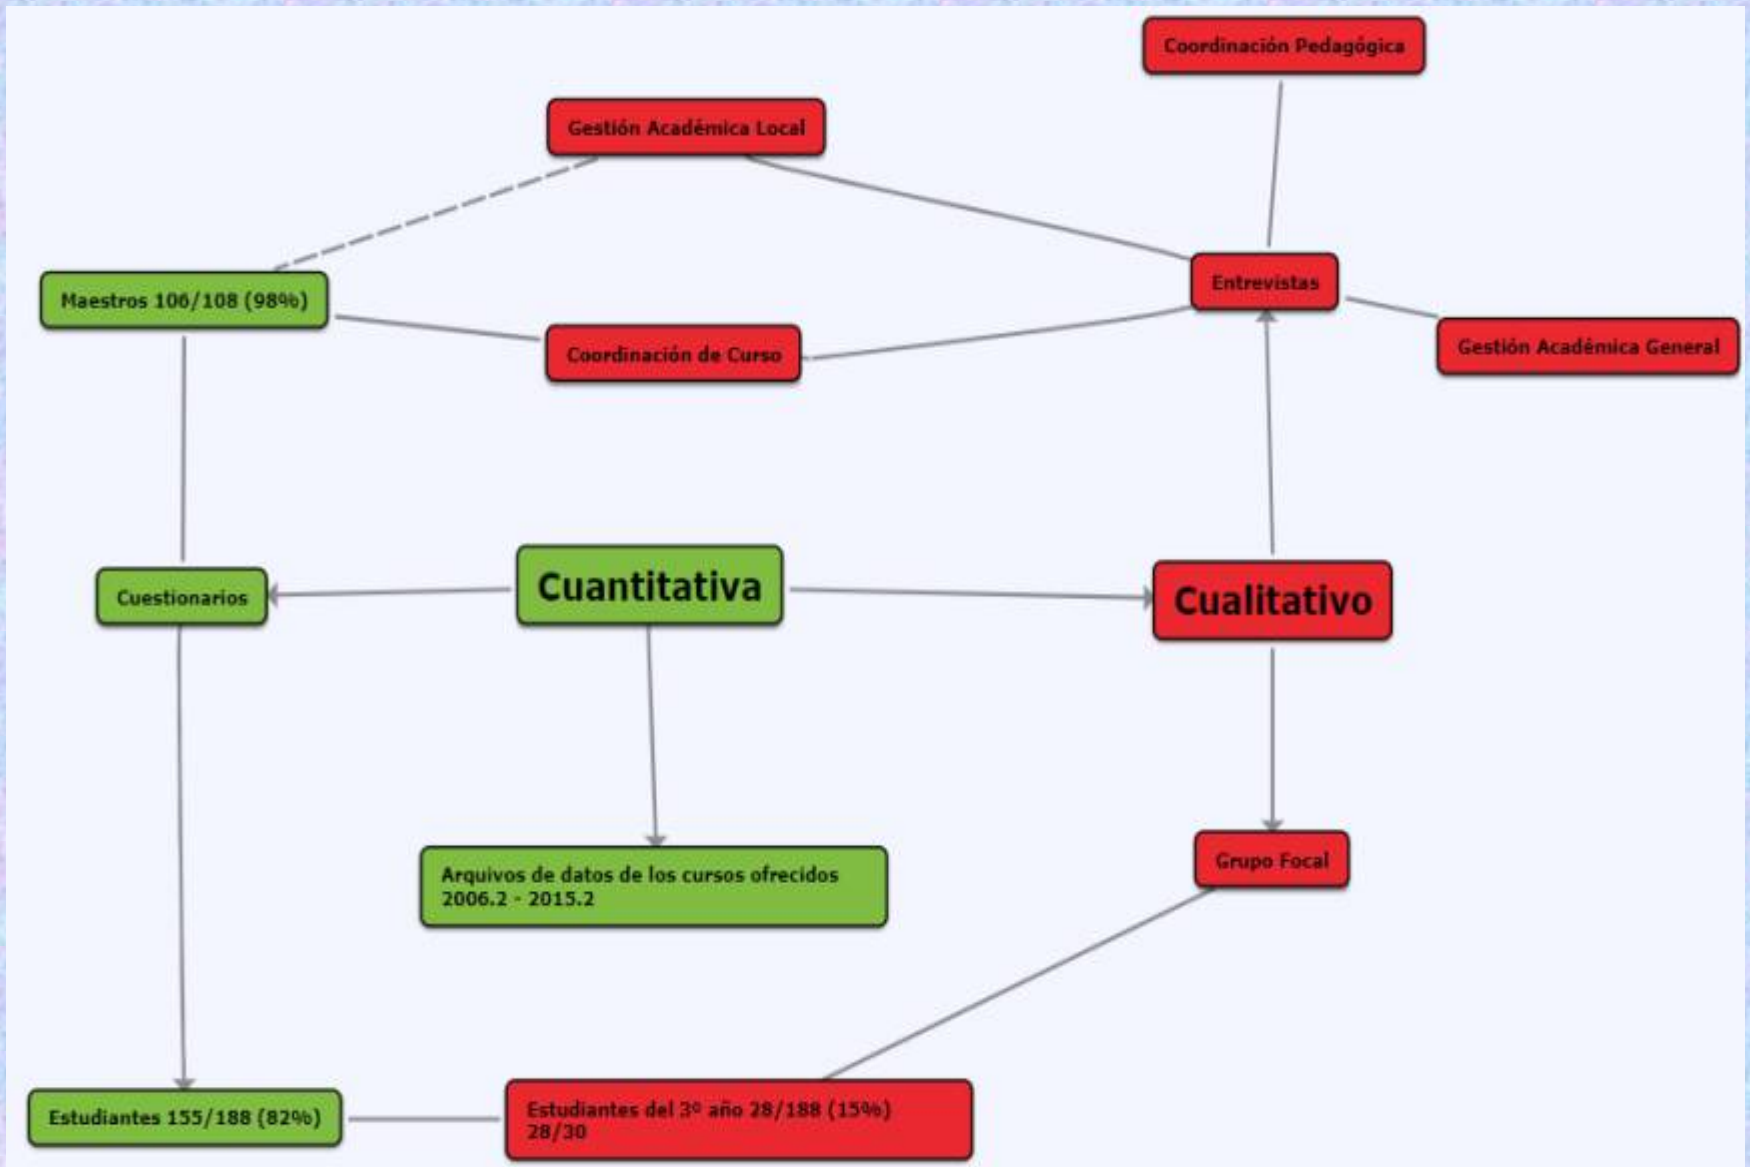 Coordinación Pedagógica
Gestión Académica Local
Entrevistas
Maestros 106/108 (98%)
Gestión Académica General
Coordinación de Curso
Cuantitativa
Cuestionarios
Cualitativo
Arquivos de datos de los cursos ofrecidos
2006.2 - 2015.2
Grupo Focal
Estudiantes 155/188 (82%)
Estudiantes del 3º año 28/188 (15%)
28/30